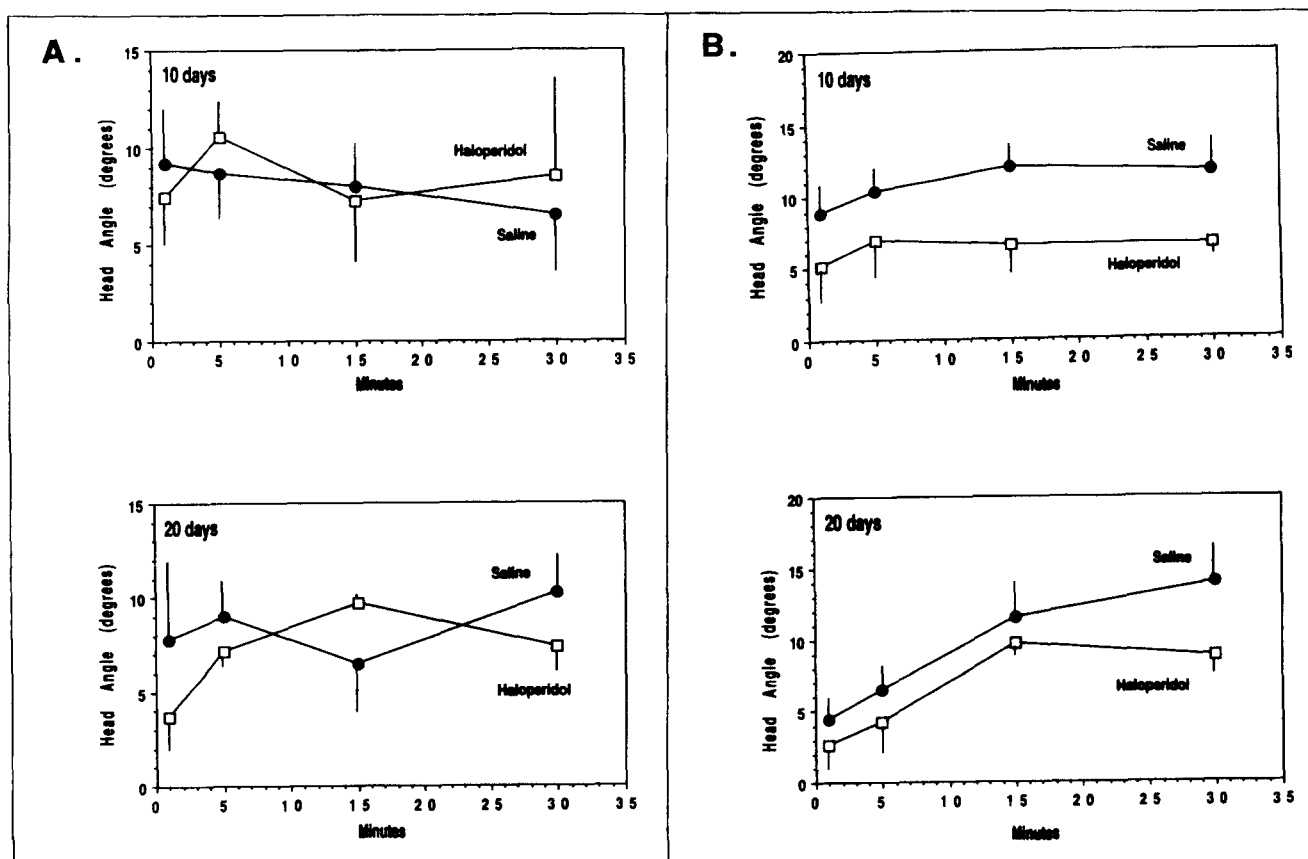 A.
15
10
5
0
10 days
Head Angle (degrees)
Haloperidol
Saline
0 5 10 15 20 25 30 35
Minutes
15
10
5
0
20 days
Head Angle (degrees)
Saline
Haloperidol
0 5 10 15 20 25 30 35
Minutes
B.
20
15
10
5
0
10 days
Head Angle (degrees)
Saline
Haloperidol
0 5 10 15 20 25 30 35
Minutes
20
15
10
5
0
20 days
Head Angle (degrees)
Saline
Haloperidol
0 5 10 15 20 25 30 35
Minutes